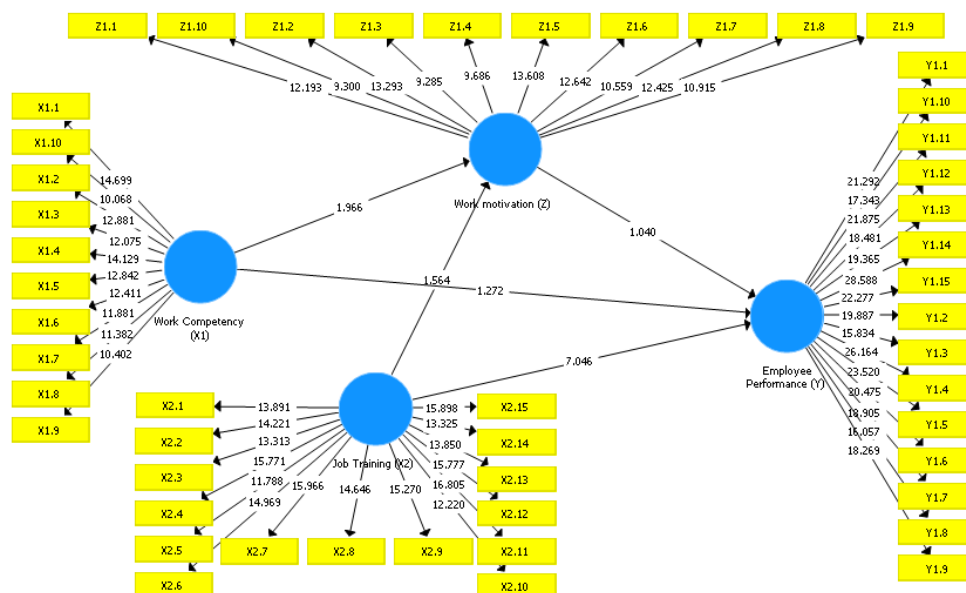 Z1.1
Z1.10
Z1.2
Z1.3
Z1.4
Z1.5
Z1.6
Z1.7
Z1.8
Z1.9
12.193
9.300
13.293
9.285
9.686
13.608
12.642
10.559
12.425
10.915
Work motivation (Z)
X1.1
X1.10
X1.2
X1.3
X1.4
X1.5
X1.6
X1.7
X1.8
X1.9
14.699
10.068
12.881
12.075
14.129
12.842
12.411
11.881
11.382
10.402
Work Competency
(X1)
1.966
1.564
1.272
1.040
7.046
Y1.1
Y1.10
Y1.11
Y1.12
Y1.13
Y1.14
Y1.15
Y1.2
Y1.3
Y1.4
Y1.5
Y1.6
Y1.7
Y1.8
Y1.9
21.292
17.343
21.875
18.481
19.365
28.588
22.277
19.887
15.834
26.164
23.520
20.475
18.905
16.057
18.269
Employee
Performance (Y)
X2.1
X2.2
X2.3
X2.4
X2.5
X2.6
X2.7
X2.8
X2.9
X2.15
X2.14
X2.13
X2.12
X2.11
X2.10
13.891
14.221
13.313
15.771
11.788
14.969
15.966
14.646
15.270
15.898
13.325
13.850
15.777
16.805
12.220
Job Training (X2)